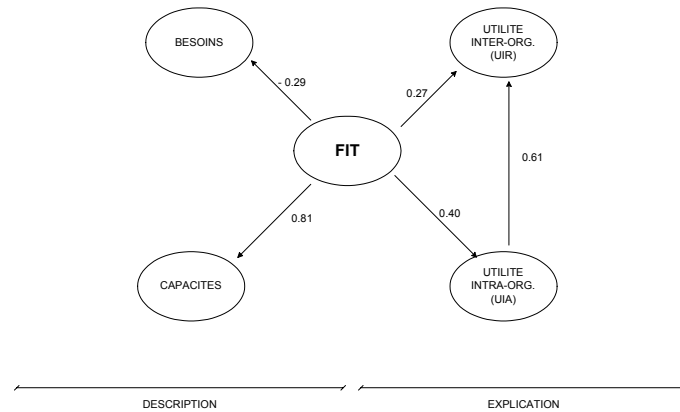 BESOINS
UTILITE
INTER-ORG.
(UIR)
- 0.29
0.27
FIT
0.61
0.81
0.40
CAPACITES
UTILITE
INTRA-ORG.
(UIA)
DESCRIPTION
EXPLICATION